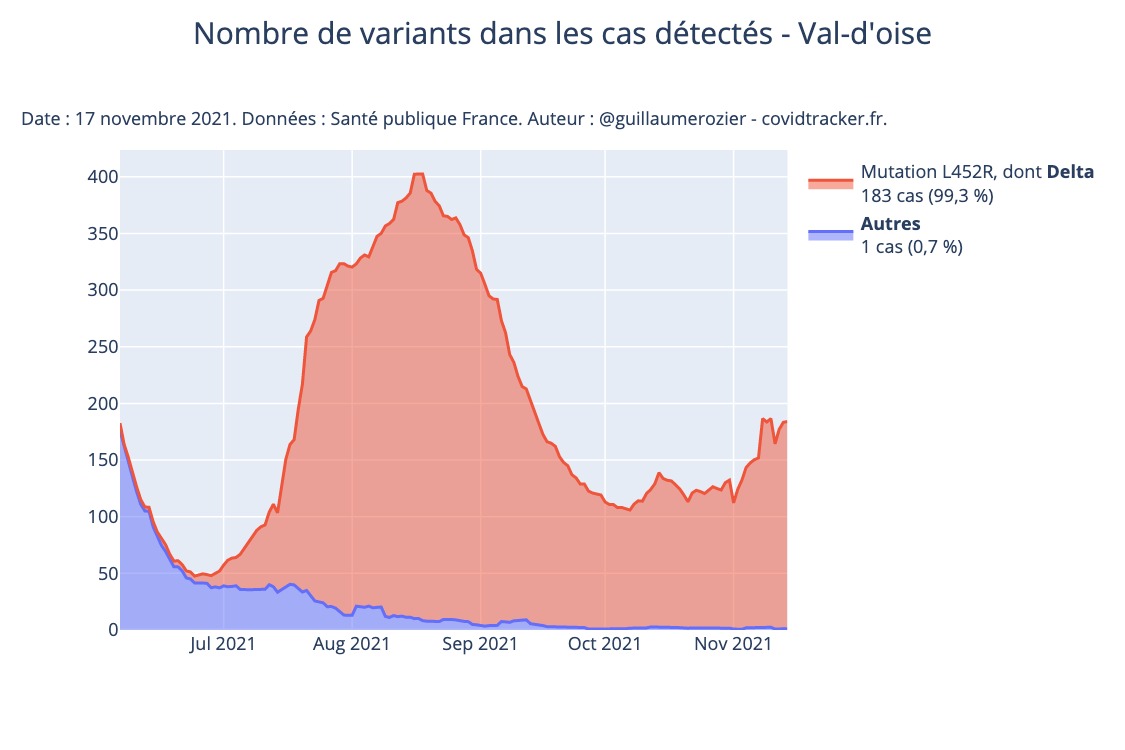 Nombre de variants dans les cas détectés - Val-d'oise
Date : 17 novembre 2021. Données : Santé publique France. Auteur : @guillaumerozier - covidtracker.fr.
400
350
300
250
200
150
100
50
0
Jul 2021
Aug 2021
Sep 2021
Oct 2021
Nov 2021
Mutation L452R, dont Delta
183 cas (99,3 %)
Autres
1 cas (0,7 %)